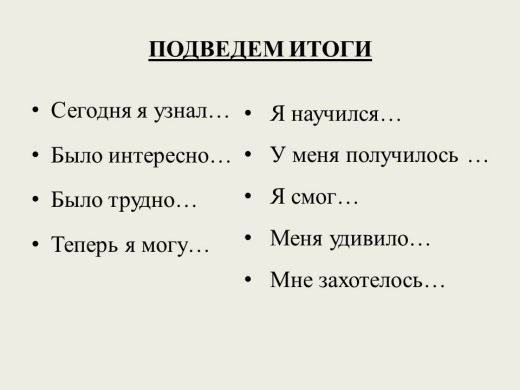 ПОДВЕДЕМ ИТОГИ
• Сегодня я узнал…
• Было интересно…
• Было трудно…
• Теперь я могу…
• Я научился…
• У меня получилось …
• Я смог…
• Меня удивило…
• Мне захотелось…